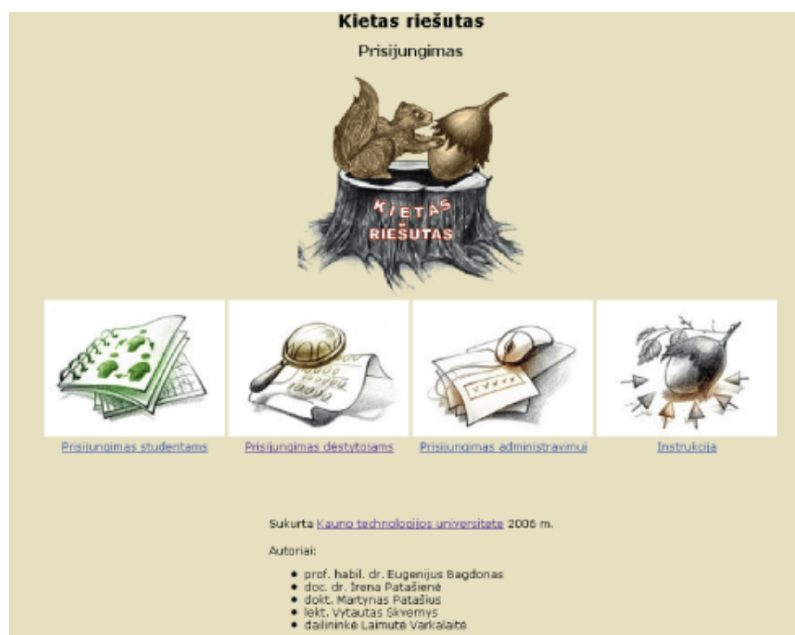 Kietas riešutas
Prisijungimas
KIETAS
RIEŠUTAS
Prisijungimas studentams
Prisijungimas dėstytojams
Prisijungimas administravimui
Instrukcija
Sukurta Kauno technologijos universitete 2006 m.
Autoriai:
• prof. habil. dr. Eugenijus Bagdonas
• doc. dr. Irena Patašienė
• dokt. Martynas Patašius
• lekt. Vytautas Skvernys
• dailininkė Laimutė Varkalaitė